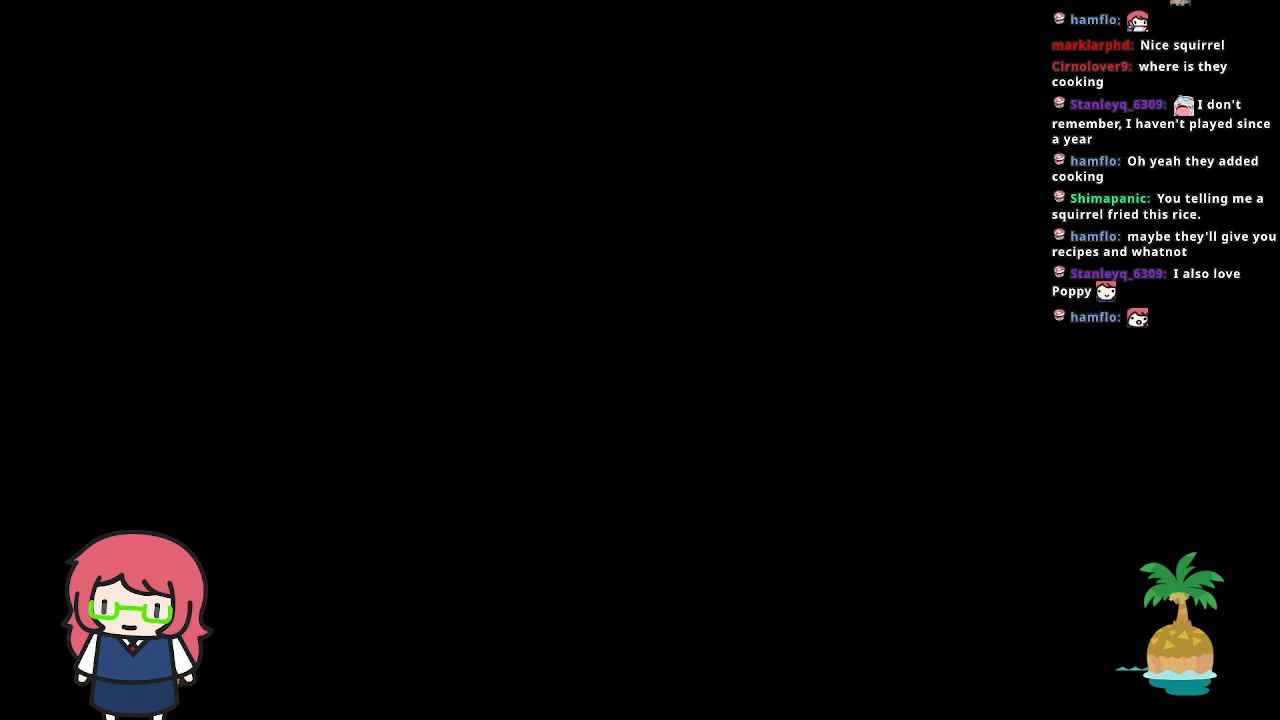 hamflo:
marklarphd: Nice squirrel
Cirnolover9: where is they
cooking
Stanleyq_6309: I don't
remember, I haven't played since
a year
hamflo: Oh yeah they added
cooking
Shimapanic: You telling me a
squirrel fried this rice.
hamflo: maybe they'll give you
recipes and whatnot
Stanleyq_6309: I also love
Poppy
hamflo: